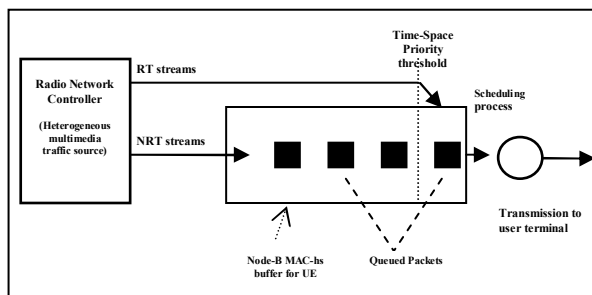 Time-Space
Priority
threshold
Radio Network
Controller
(Heterogeneous
multimedia
traffic source)
RT streams
NRT streams
Scheduling
process
Transmission to
user terminal
Node-B MAC-hs
buffer for UE
Queued Packets